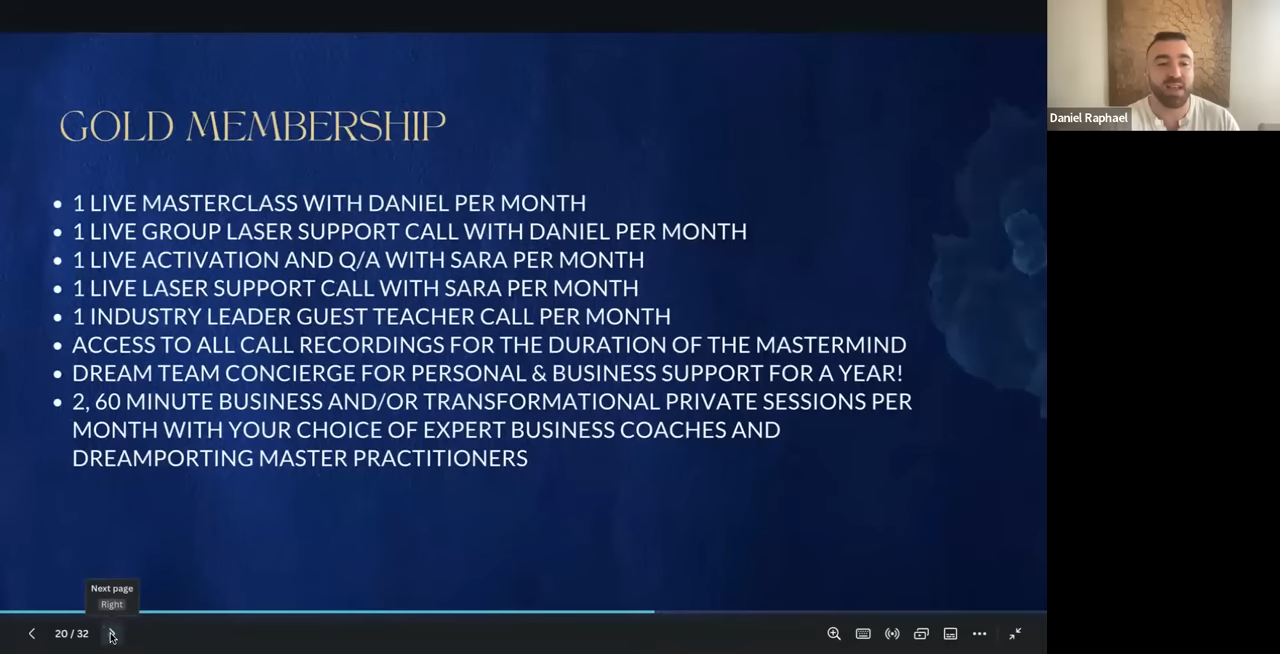 GOLD MEMBERSHIP
• 1 LIVE MASTERCLASS WITH DANIEL PER MONTH
• 1 LIVE GROUP LASER SUPPORT CALL WITH DANIEL PER MONTH
• 1 LIVE ACTIVATION AND Q/A WITH SARA PER MONTH
• 1 LIVE LASER SUPPORT CALL WITH SARA PER MONTH
• 1 INDUSTRY LEADER GUEST TEACHER CALL PER MONTH
• ACCESS TO ALL CALL RECORDINGS FOR THE DURATION OF THE MASTERMIND
• DREAM TEAM CONCIERGE FOR PERSONAL & BUSINESS SUPPORT FOR A YEAR!
• 2, 60 MINUTE BUSINESS AND/OR TRANSFORMATIONAL PRIVATE SESSIONS PER
MONTH WITH YOUR CHOICE OF EXPERT BUSINESS COACHES AND
DREAMPORTING MASTER PRACTITIONERS
Daniel Raphael
Next page
Right
20 / 32